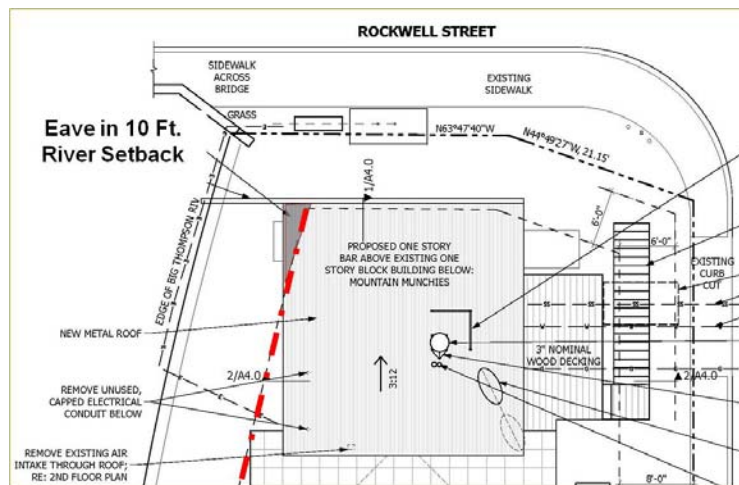 ROCKWELL STREET
SIDEWALK
ACROSS
BRIDGE
EXISTING
SIDEWALK
GRASS
Eave in 10 Ft.
River Setback
N63°47'40"W
N44°49'27"W, 21.15'
1/A4.0
6'-0"
6'-0"
EDGE OF BIG THOMPSON RIV
PROPOSED ONE STORY
BAR ABOVE EXISTING ONE
STORY BLOCK BUILDING BELOW:
MOUNTAIN MUNCHIES
EXISTING
CURB
CUT
NEW METAL ROOF
3" NOMINAL
WOOD DECKING
2/A4.0
3:12
2/A4.0
REMOVE UNUSED,
CAPPED ELECTRICAL
CONDUIT BELOW
REMOVE EXISTING AIR
INTAKE THROUGH ROOF;
RE: 2ND FLOOR PLAN
8'-0"